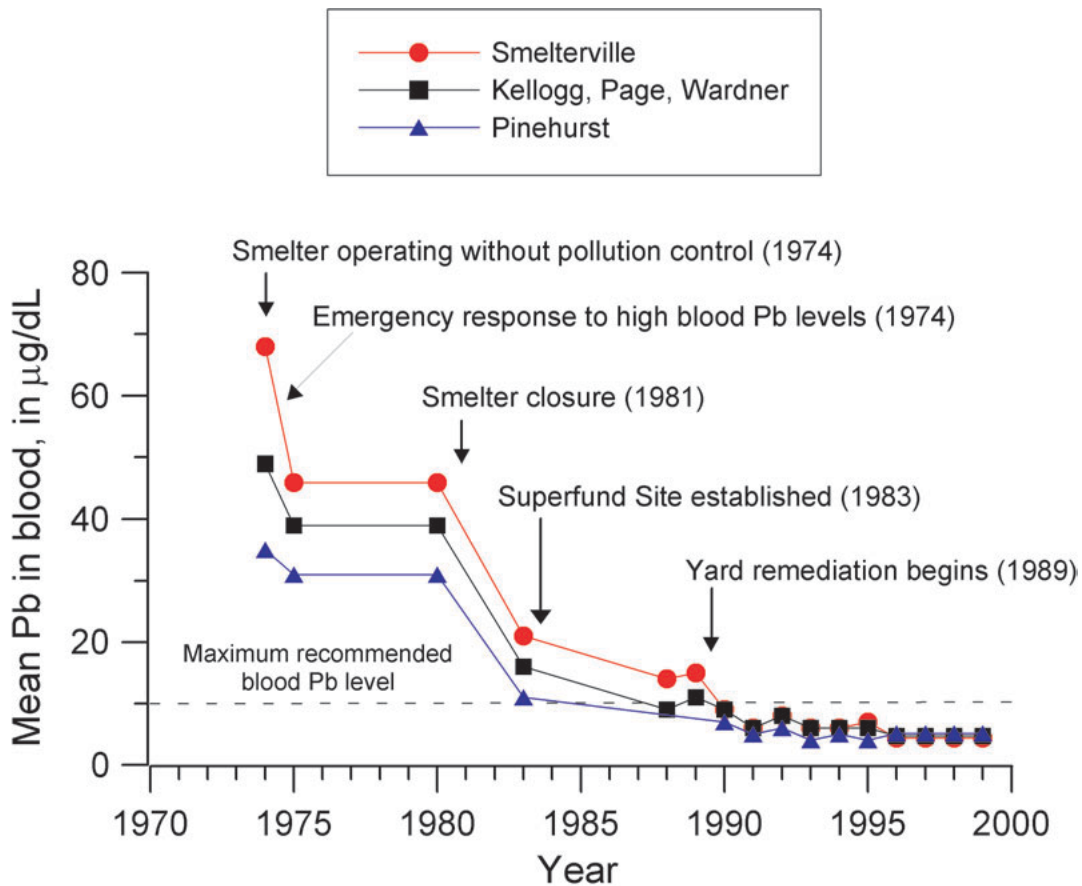 Smelterville
Kellogg, Page, Wardner
Pinehurst
Smelter operating without pollution control (1974)
Emergency response to high blood Pb levels (1974)
Smelter closure (1981)
Superfund Site established (1983)
Yard remediation begins (1989)
Maximum recommended
blood Pb level
Mean Pb in blood, in μg/dL
80
60
40
20
0
1970 1975 1980 1985 1990 1995 2000
Year